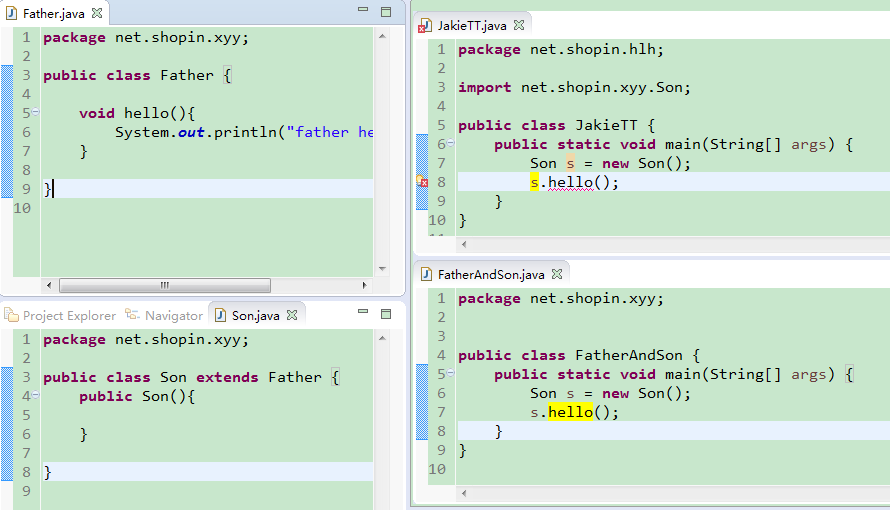 Father.java
1 package net.shopin.xyy;
2
3 public class Father {
4
5 void hello(){
6 System.out.println("father he
7 }
8
9 }
10
Project Explorer Navigator Son.java
1 package net.shopin.xyy;
2
3 public class Son extends Father {
4 public Son(){
5
6 }
7
8 }
9
JakieTT.java
1 package net.shopin.hlh;
2
3 import net.shopin.xyy.Son;
4
5 public class JakieTT {
6 public static void main(String[] args) {
7 Son s = new Son();
8 s.hello();
9 }
10 }
FatherAndSon.java
1 package net.shopin.xyy;
2
3
4 public class FatherAndSon {
5 public static void main(String[] args) {
6 Son s = new Son();
7 s.hello();
8 }
9 }
10